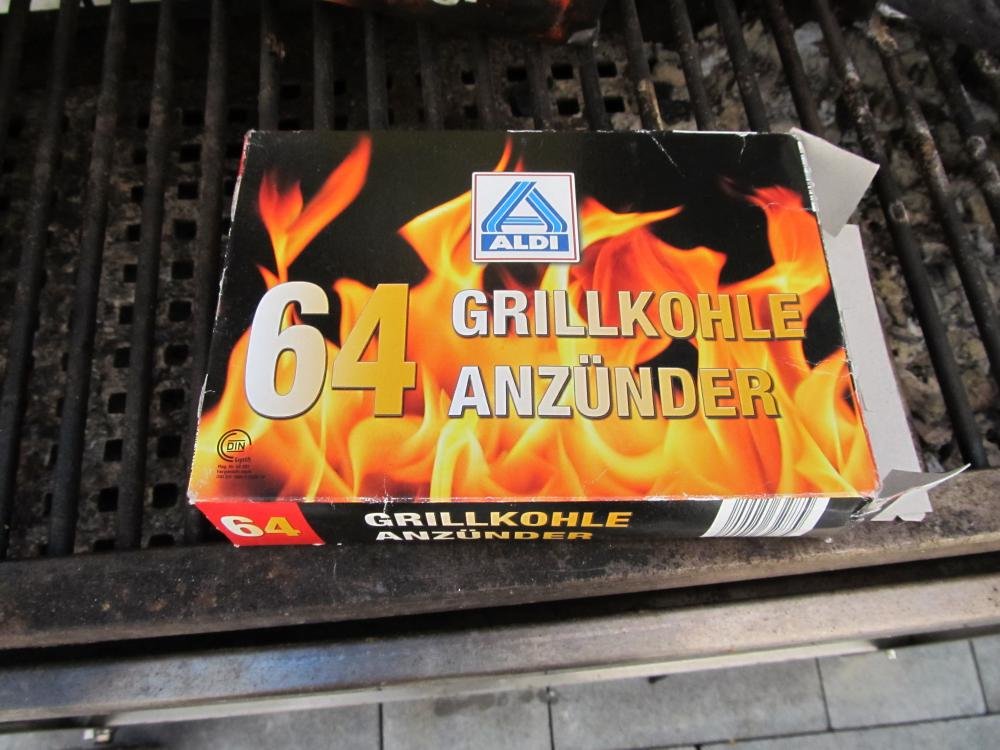 ALDI
64 GRILLKOHLE
ANZÜNDER
DIN
64
GRILLKOHLE
ANZÜNDER